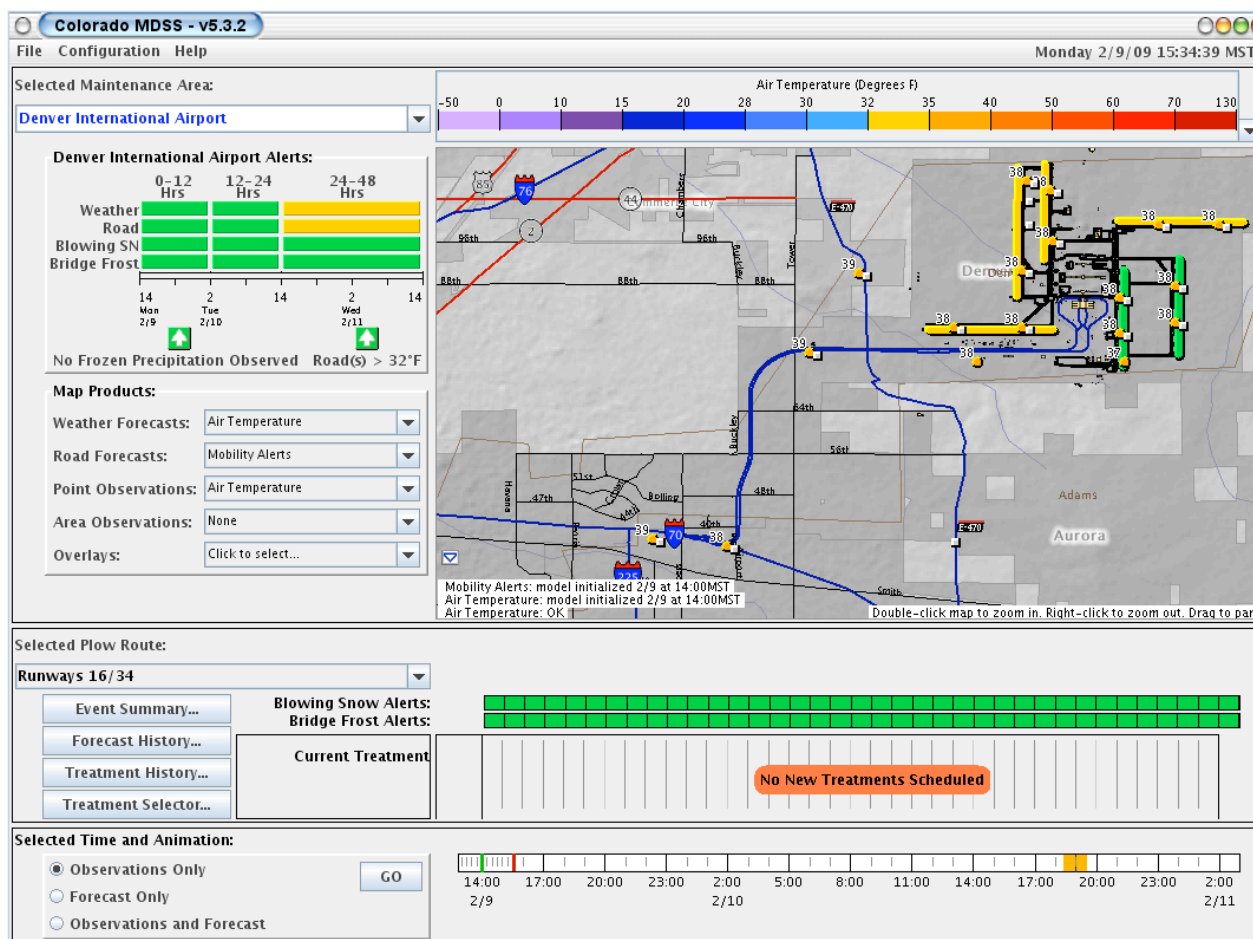 Colorado MDSS - v5.3.2
File Configuration Help
Monday 2/9/09 15:34:39 MST
Selected Maintenance Area:
Denver International Airport
Air Temperature (Degrees F)
-50 0 10 15 20 28 30 32 35 40 50 60 70 130
Denver International Airport Alerts:
0-12 Hrs 12-24 Hrs 24-48 Hrs
Weather
Road
Blowing SN
Bridge Frost
14 2 14 2 14
Mon Tue Wed
2/9 2/10 2/11
No Frozen Precipitation Observed Road(s) > 32°F
Map Products:
Weather Forecasts: Air Temperature
Road Forecasts: Mobility Alerts
Point Observations: Air Temperature
Area Observations: None
Overlays: Click to select...
85
76
44
2
Chambers
E-470
96th
96th
Buckley
Tower
88th
88th
88th
39
38
38
38
38
38
38
38
38
38
38
38
38
37
39
38
64th
Buckley
56th
51st
Havana
47th
44th
Bolling
48th
40th
39
70
38
225
E-470
Smith
Adams
Aurora
Mobility Alerts: model initialized 2/9 at 14:00MST
Air Temperature: model initialized 2/9 at 14:00MST
Air Temperature: OK
Double-click map to zoom in. Right-click to zoom out. Drag to pan
Selected Plow Route:
Runways 16/34
Event Summary...
Forecast History...
Treatment History...
Treatment Selector...
Blowing Snow Alerts:
Bridge Frost Alerts:
Current Treatment
No New Treatments Scheduled
Selected Time and Animation:
Observations Only
Forecast Only
Observations and Forecast
GO
14:00 17:00 20:00 23:00 2:00 5:00 8:00 11:00 14:00 17:00 20:00 23:00 2:00
2/9 2/10 2/11